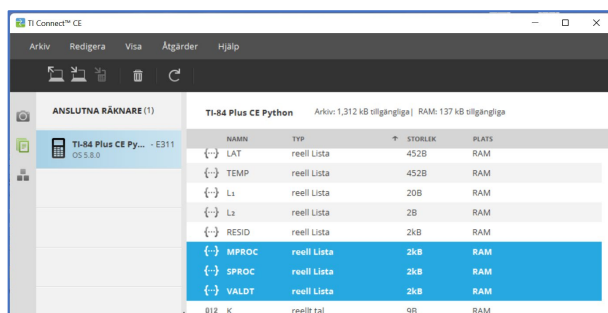 TI Connect™ CE
Arkiv Redigera Visa Åtgärder Hjälp
ANSLUTNA RÄKNARE (1)
TI-84 Plus CE Py... - E311
OS 5.8.0
TI-84 Plus CE Python Arkiv: 1,312 kB tillgängliga| RAM: 137 kB tillgängliga
NAMN TYP ↑ STORLEK PLATS
{···} LAT reell Lista 452B RAM
{···} TEMP reell Lista 452B RAM
{···} L₁ reell Lista 20B RAM
{···} L₂ reell Lista 2B RAM
{···} RESID reell Lista 2kB RAM
{···} MPROC reell Lista 2kB RAM
{···} SPROC reell Lista 2kB RAM
{···} VALDT reell Lista 2kB RAM
012 K reellt tal 9B RAM